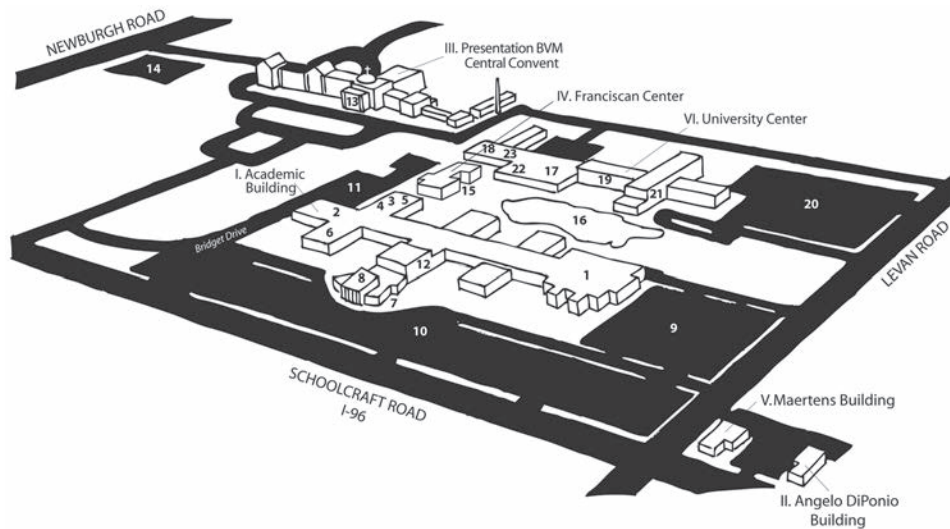 NEWBURGH ROAD
14
III. Presentation BVM
Central Convent
13
IV. Franciscan Center
VI. University Center
18
23
22
17
19
21
15
I. Academic
Building
11
2
4
3
5
6
16
20
Bridget Drive
LEVAN ROAD
12
8
7
1
9
10
SCHOOLCRAFT ROAD
I-96
V. Maertens Building
II. Angelo DiPonio
Building